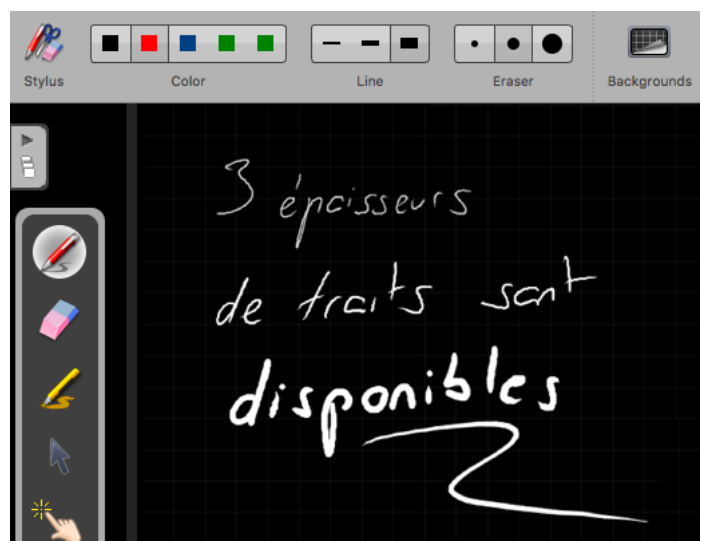 Stylus Color Line Eraser Backgrounds
3 épaisseurs
de traits sont
disponibles